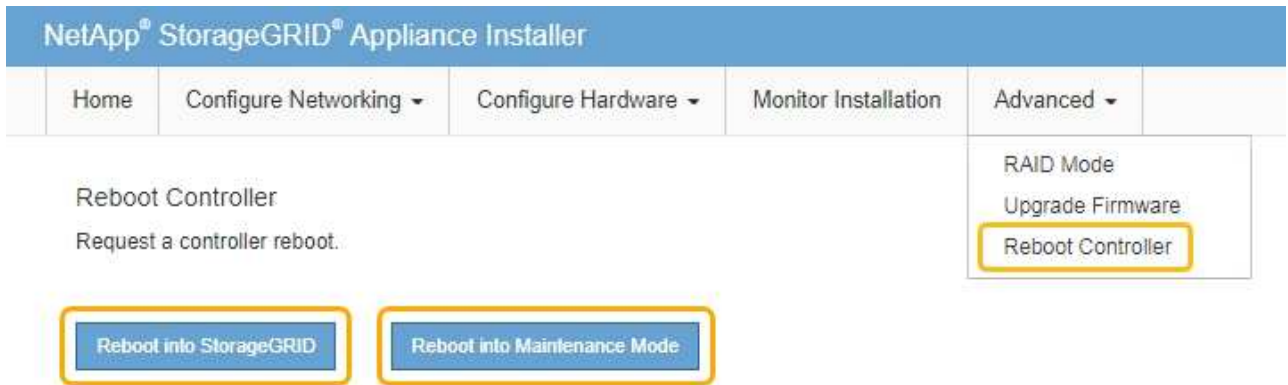 NetApp® StorageGRID® Appliance Installer
Home Configure Networking Configure Hardware Monitor Installation Advanced
RAID Mode
Upgrade Firmware
Reboot Controller
Reboot Controller
Request a controller reboot.
Reboot into StorageGRID Reboot into Maintenance Mode